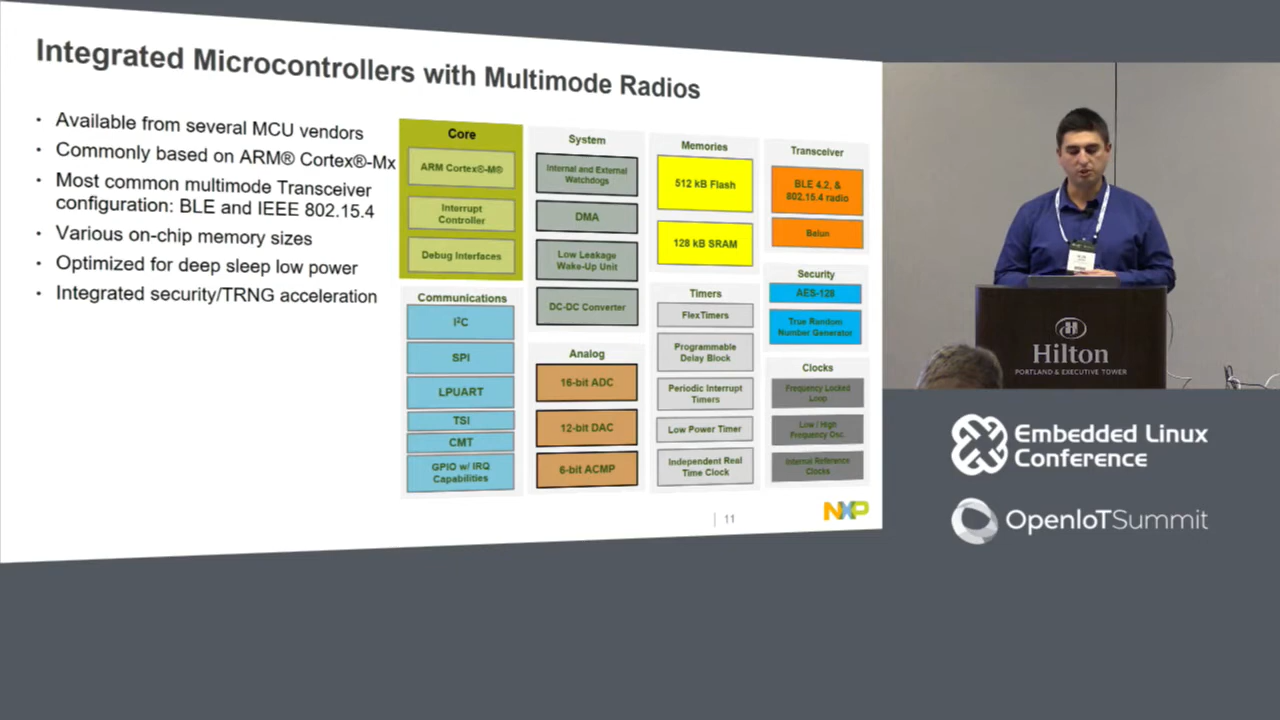 Integrated Microcontrollers with Multimode Radios
• Available from several MCU vendors
• Commonly based on ARM® Cortex®-Mx
• Most common multimode Transceiver
configuration: BLE and IEEE 802.15.4
• Various on-chip memory sizes
• Optimized for deep sleep low power
• Integrated security/TRNG acceleration
Core
ARM Cortex®-M®
Interrupt
Controller
Debug Interfaces
System
Internal and External
Watchdogs
DMA
Low Leakage
Wake-Up Unit
DC-DC Converter
Memories
512 kB Flash
128 kB SRAM
Transceiver
BLE 4.2, &
802.15.4 radio
Balun
Communications
I²C
SPI
LPUART
TSI
CMT
GPIO w/ IRQ
Capabilities
Analog
16-bit ADC
12-bit DAC
6-bit ACMP
Timers
FlexTimers
Programmable
Delay Block
Periodic Interrupt
Timers
Low Power Timer
Independent Real
Time Clock
Security
AES-128
True Random
Number Generator
Clocks
Frequency Locked
Loop
Low / High
Frequency Osc.
Internal Reference
Clocks
| 11
NXP
Hilton
PORTLAND & EXECUTIVE TOWER
Embedded Linux
Conference
OpenIoTSummit